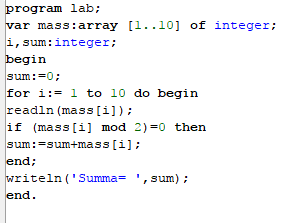 program lab;
var mass:array [1..10] of integer;
i,sum:integer;
begin
sum:=0;
for i:= 1 to 10 do begin
readln(mass[i]);
if (mass[i] mod 2)=0 then
sum:=sum+mass[i];
end;
writeln('Summa= ',sum);
end.